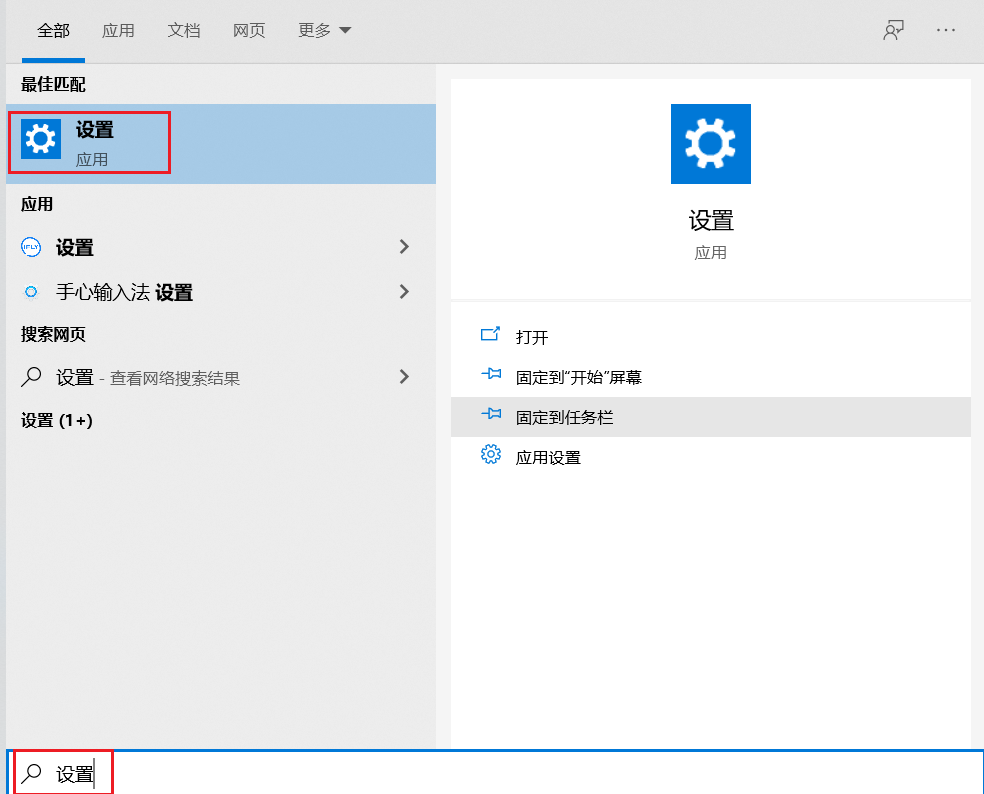 全部 应用 文档 网页 更多 ...
最佳匹配
设置
应用
应用
iFLY 设置
手心输入法 设置
搜索网页
设置 - 查看网络搜索结果
设置 (1+)
设置
应用
打开
固定到“开始”屏幕
固定到任务栏
应用设置
设置